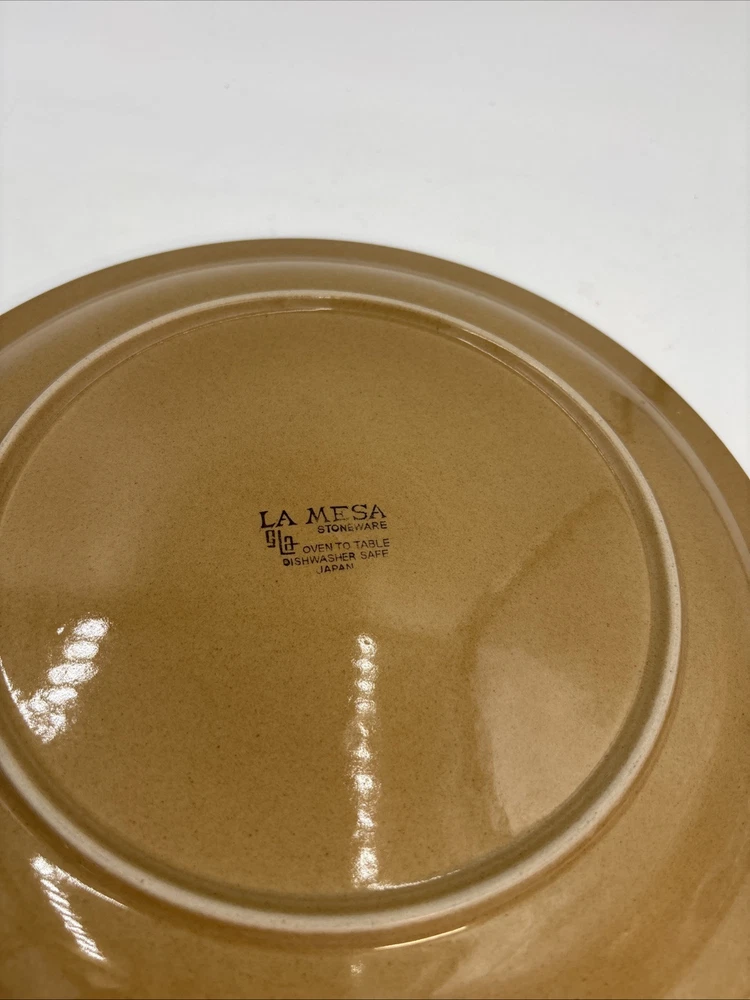 LA MESA
STONEWARE
OVEN TO TABLE
DISHWASHER SAFE
JAPAN